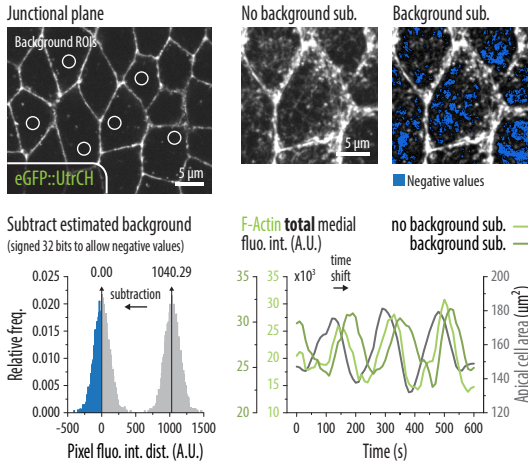 Junctional plane
Background ROIs
eGFP::UtrCH
5 µm
No background sub.
5 µm
Background sub.
Negative values
Subtract estimated background
(signed 32 bits to allow negative values)
0.00
1040.29
subtraction
Relative freq.
0.025
0.020
0.015
0.010
0.005
0.000
-500
0
500
1000
1500
Pixel fluo. int. dist. (A.U.)
F-Actin total medial
fluo. int. (A.U.)
no background sub.
background sub.
x10³
time
shift
35
30
25
20
35
30
25
20
15
10
200
180
160
140
120
Apical cell area (µm²)
0
100
200
300
400
500
600
Time (s)